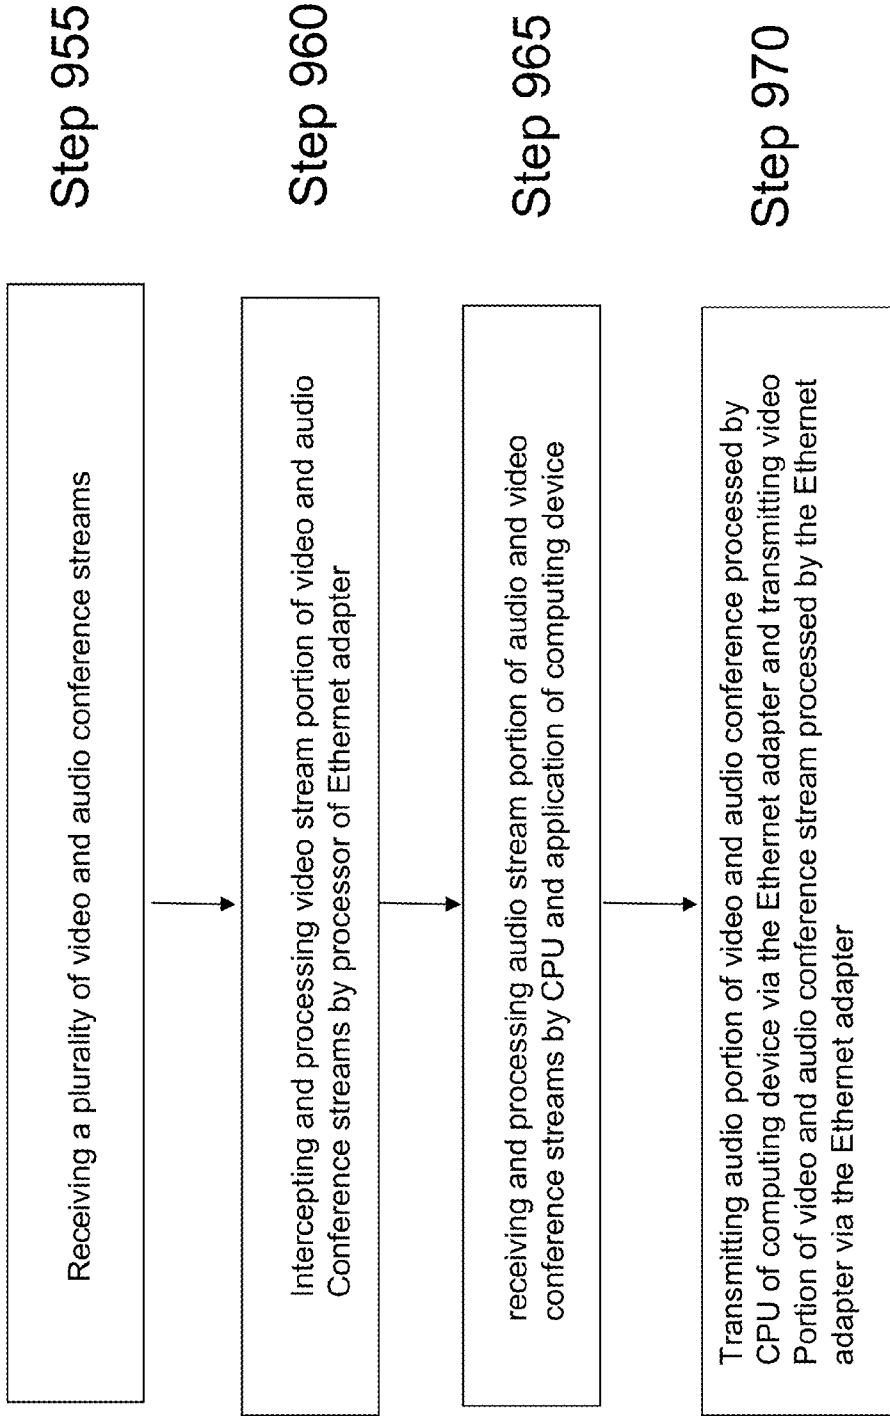 Step 955
Receiving a plurality of video and audio conference streams
Step 960
Intercepting and processing video stream portion of video and audio
Conference streams by processor of Ethernet adapter
Step 965
receiving and processing audio stream portion of audio and video
conference streams by CPU and application of computing device
Step 970
Transmitting audio portion of video and audio conference processed by
CPU of computing device via the Ethernet adapter and transmitting video
Portion of video and audio conference stream processed by the Ethernet
adapter via the Ethernet adapter